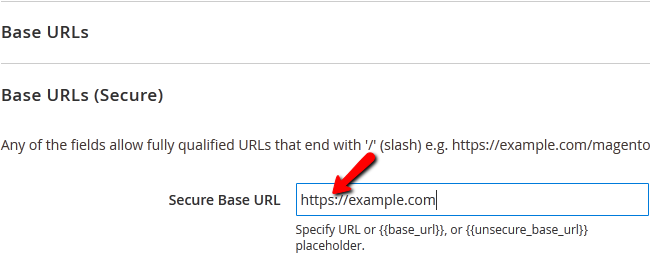 Base URLs
Base URLs (Secure)
Any of the fields allow fully qualified URLs that end with '/' (slash) e.g. https://example.com/magento
Secure Base URL https://example.com
Specify URL or {{base_url}}, or {{unsecure_base_url}}
placeholder.